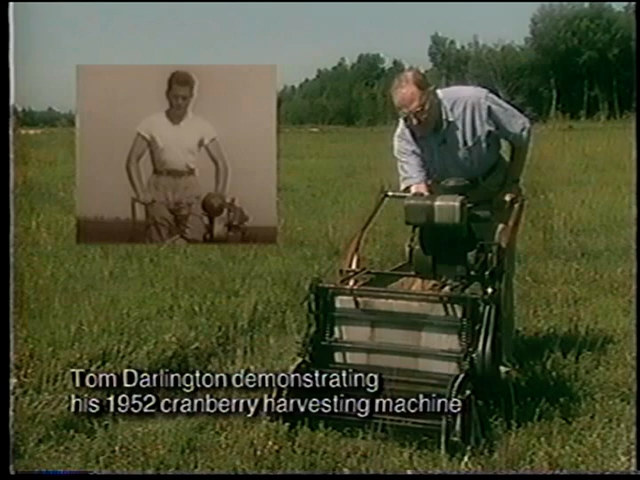 Tom Darlington demonstrating
his 1952 cranberry harvesting machine